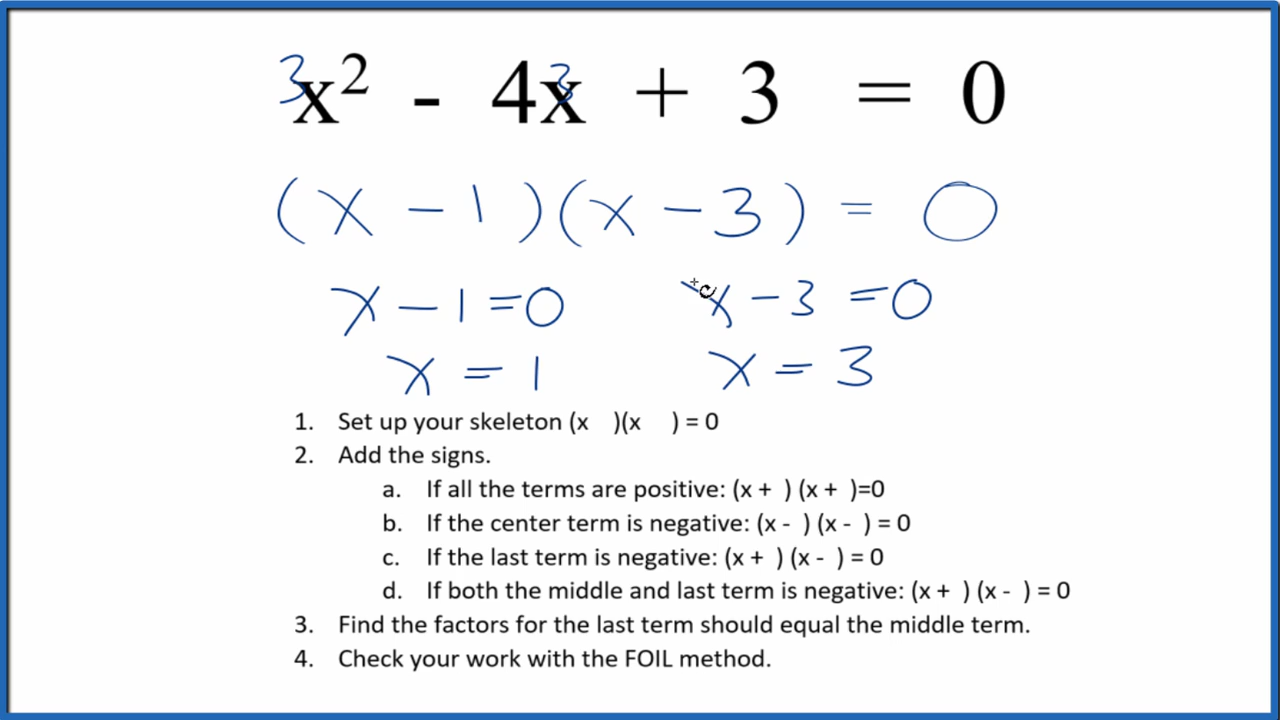 3x² - 4x3 + 3 = 0
(x - 1)(x - 3) = 0
x - 1 = 0 x - 3 = 0
x = 1 x = 3
1. Set up your skeleton (x )(x ) = 0
2. Add the signs.
a. If all the terms are positive: (x + ) (x + )=0
b. If the center term is negative: (x - ) (x - ) = 0
c. If the last term is negative: (x + ) (x - ) = 0
d. If both the middle and last term is negative: (x + ) (x - ) = 0
3. Find the factors for the last term should equal the middle term.
4. Check your work with the FOIL method.